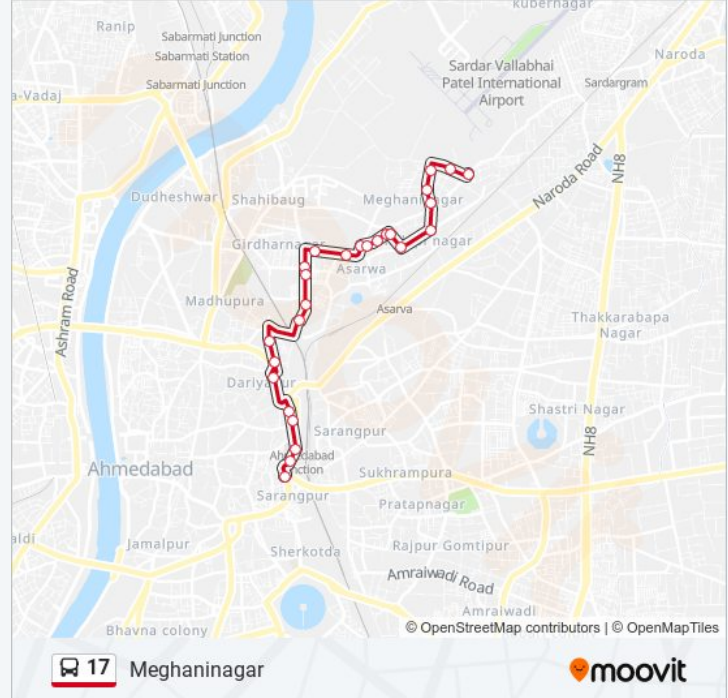 kubernagar
Ranip
Sabarmati Junction
Sabarmati Station
Sabarmati Junction
Sardar Vallabhai
Patel International
Airport
Naroda
Sardargram
a-Vadaj
NH8
Naroda Road
Dudheshwar
Shahibaug
Meghaninagar
Girdharnagar
nagar
Asarwa
Ashram Road
Madhupura
Asarva
Thakkarabapa
Nagar
Dariyapur
Shastri Nagar
Sarangpur
NH8
Ahmedabad
Ahmedabad
Junction
Sukhrampura
Sarangpur
Pratapnagar
aldi
Jamalpur
Sherkotda
Rajpur Gomtipur
Amraiwadi Road
Amraiwadi
Bhavna colony
© OpenStreetMap contributors | © OpenMapTiles
17 Meghaninagar
moovit